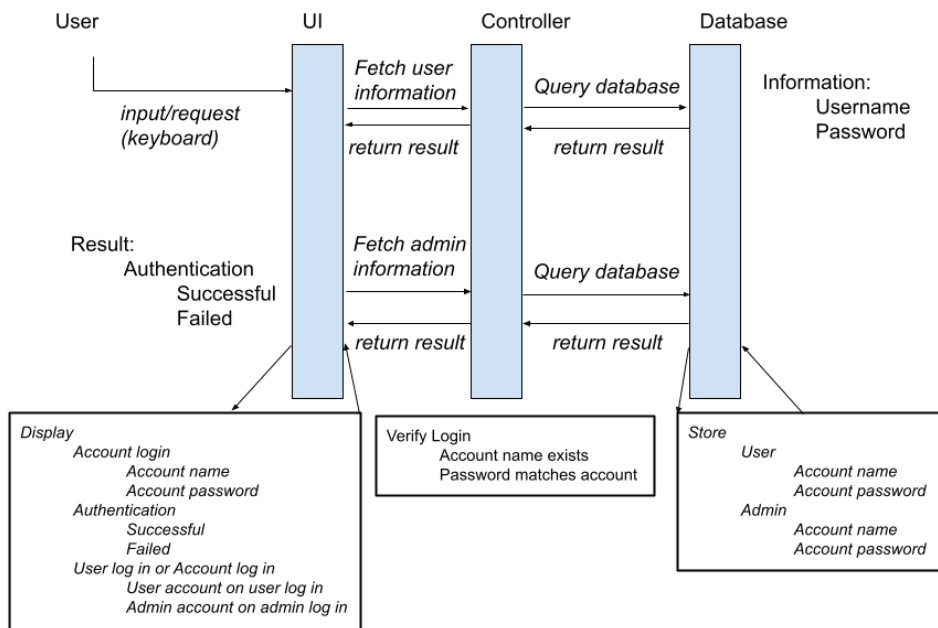 User
UI
Controller
Database
Fetch user
information
Query database
Information:
Username
Password
input/request
(keyboard)
return result
return result
Result:
Authentication
Successful
Failed
Fetch admin
information
Query database
return result
return result
Display
Account login
Account name
Account password
Authentication
Successful
Failed
User log in or Account log in
User account on user log in
Admin account on admin log in
Verify Login
Account name exists
Password matches account
Store
User
Account name
Account password
Admin
Account name
Account password